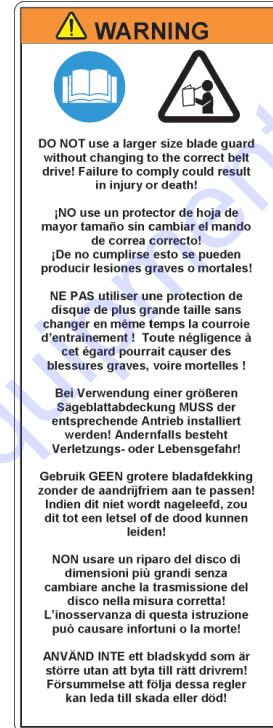 WARNING
DO NOT use a larger size blade guard
without changing to the correct belt
drive! Failure to comply could result
in injury or death!
¡NO use un protector de hoja de
mayor tamaño sin cambiar el mando
de correa correcto!
¡De no cumplirse esto se pueden
producir lesiones graves o mortales!
NE PAS utiliser une protection de
disque de plus grande taille sans
changer en même temps la courroie
d'entraînement ! Toute négligence à
cet égard pourrait causer des
blessures graves, voire mortelles !
Bei Verwendung einer größeren
Sägeblattabdeckung MUSS der
entsprechende Antrieb installiert
werden! Andernfalls besteht
Verletzungs- oder Lebensgefahr!
Gebruik GEEN grotere bladafdekking
zonder de aandrijfriem aan te passen!
Indien dit niet wordt nageleefd, zou
dit tot een letsel of de dood kunnen
leiden!
NON usare un riparo del disco di
dimensioni più grandi senza
cambiare anche la trasmissione del
disco nella misura corretta!
L'inosservanza di questa istruzione
può causare infortuni o la morte!
ANVÄND INTE ett bladskydd som är
större utan att byta till rätt drivrem!
Försummelse att följa dessa regler
kan leda till skada eller död!